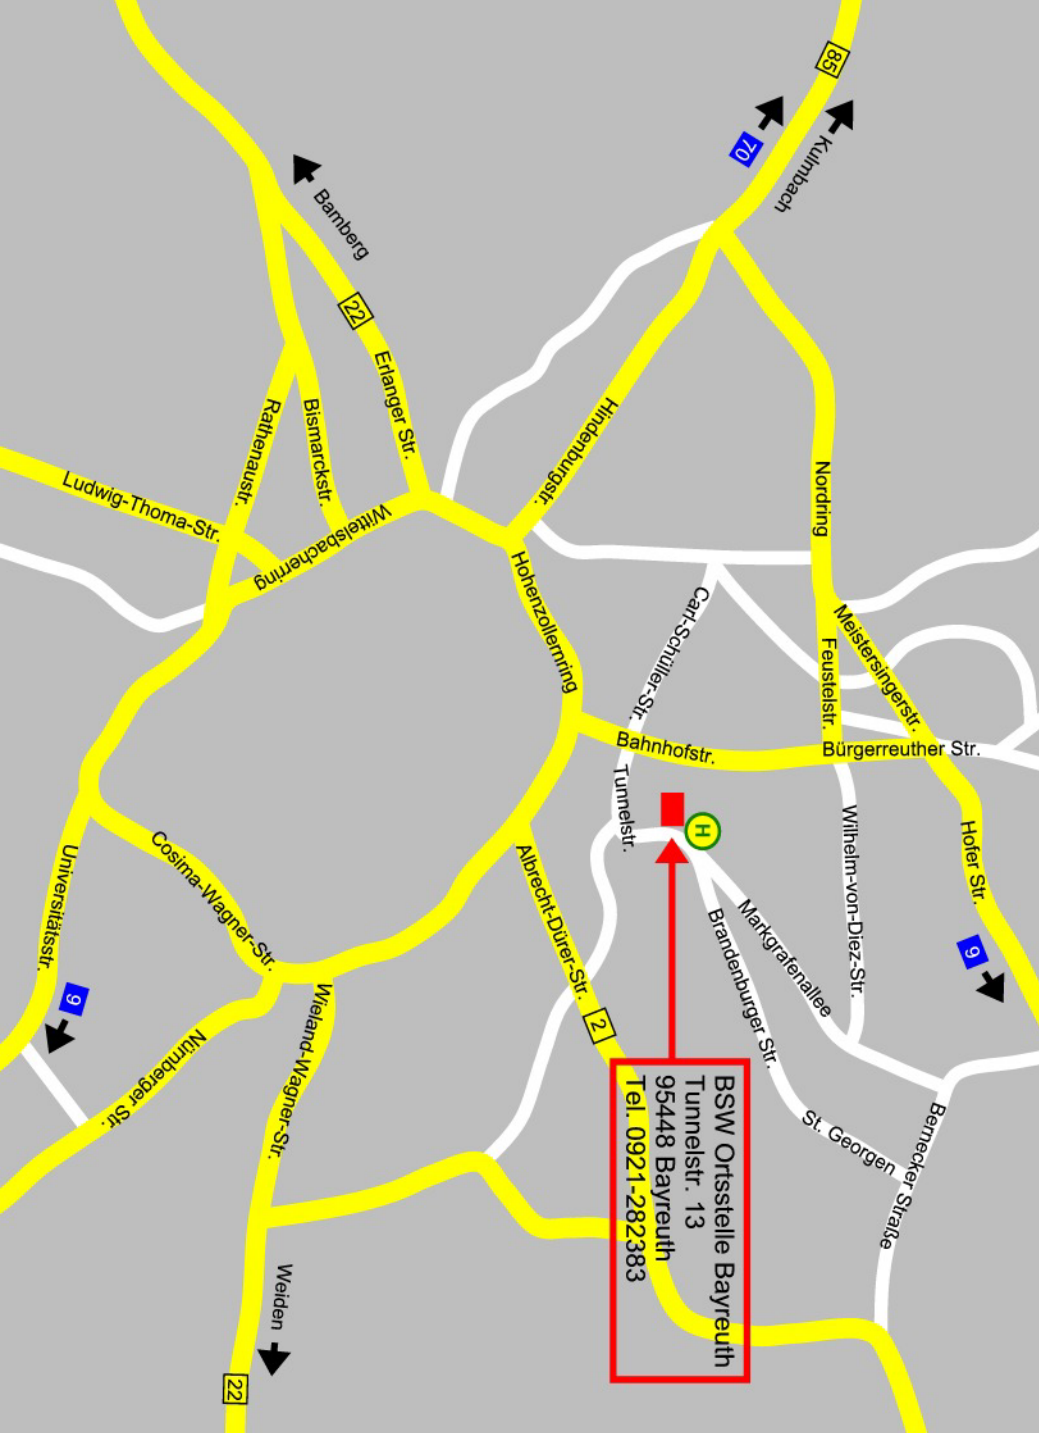 85
70
Kulmbach
Bamberg
22
Erlanger Str.
Bismarckstr.
Rathenaustr.
Ludwig-Thoma-Str.
Wittelsbacherring
Hindenburgstr.
Nordring
Hohenzollernring
Carl-Schüller-Str.
Meistersingerstr.
Feustelstr.
Bürgerreuther Str.
Bahnhofstr.
Tunnelstr.
H
Wilhelm-von-Diez-Str.
Hofer Str.
9
Markgrafenallee
Brandenburger Str.
Albrecht-Dürer-Str.
2
Cosima-Wagner-Str.
Universitätsstr.
9
Nürnberger Str.
Wieland-Wagner-Str.
St. Georgen
Bernecker Straße
BSW Ortsstelle Bayreuth
Tunnelstr. 13
95448 Bayreuth
Tel. 0921-282383
Weiden
22